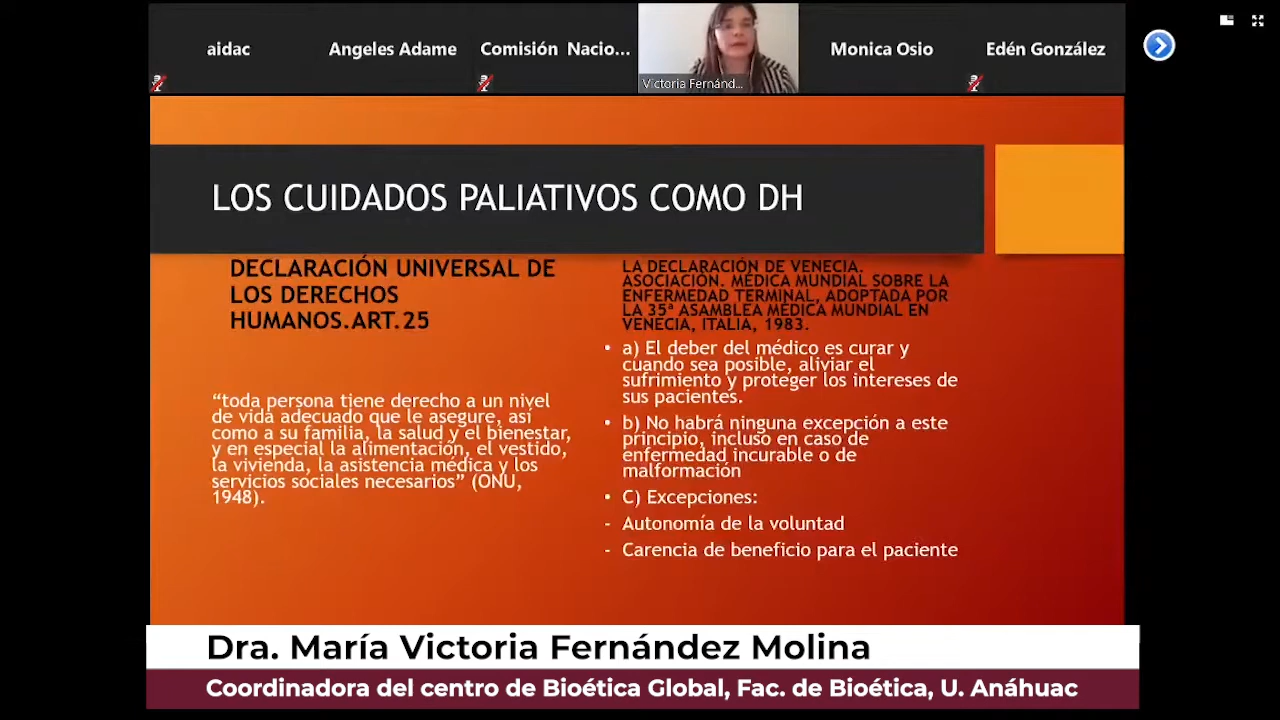 aidac
Angeles Adame
Comisión Nacio...
Victoria Fernánd...
Monica Osio
Edén González
LOS CUIDADOS PALIATIVOS COMO DH
DECLARACIÓN UNIVERSAL DE
LOS DERECHOS
HUMANOS.ART.25
“toda persona tiene derecho a un nivel
de vida adecuado que le asegure, así
como a su familia, la salud y el bienestar,
y en especial la alimentación, el vestido,
la vivienda, la asistencia médica y los
servicios sociales necesarios” (ONU,
1948).
LA DECLARACIÓN DE VENECIA.
ASOCIACIÓN. MÉDICA MUNDIAL SOBRE LA
ENFERMEDAD TERMINAL, ADOPTADA POR
LA 35ª ASAMBLEA MÉDICA MUNDIAL EN
VENECIA, ITALIA, 1983.
• a) El deber del médico es curar y
cuando sea posible, aliviar el
sufrimiento y proteger los intereses de
sus pacientes.
• b) No habrá ninguna excepción a este
principio, incluso en caso de
enfermedad incurable o de
malformación
• C) Excepciones:
- Autonomía de la voluntad
- Carencia de beneficio para el paciente
Dra. María Victoria Fernández Molina
Coordinadora del centro de Bioética Global, Fac. de Bioética, U. Anáhuac